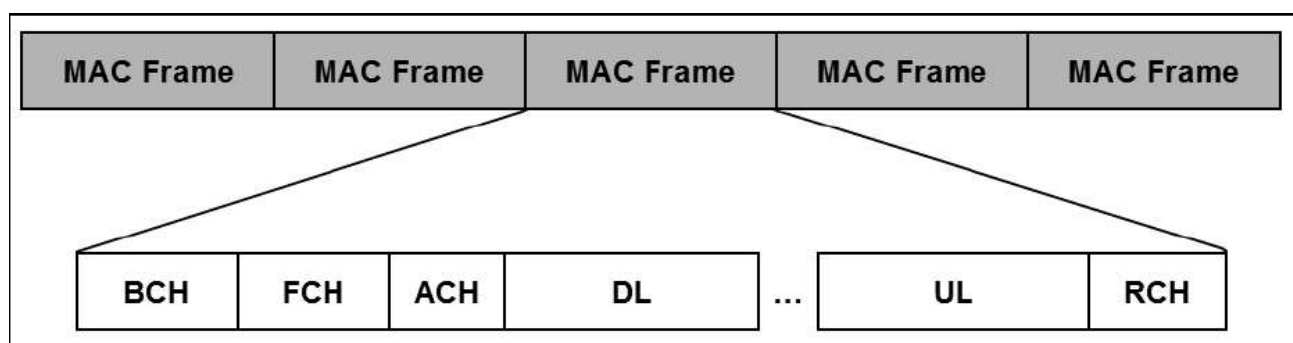 MAC Frame MAC Frame MAC Frame MAC Frame MAC Frame
BCH FCH ACH DL ... UL RCH